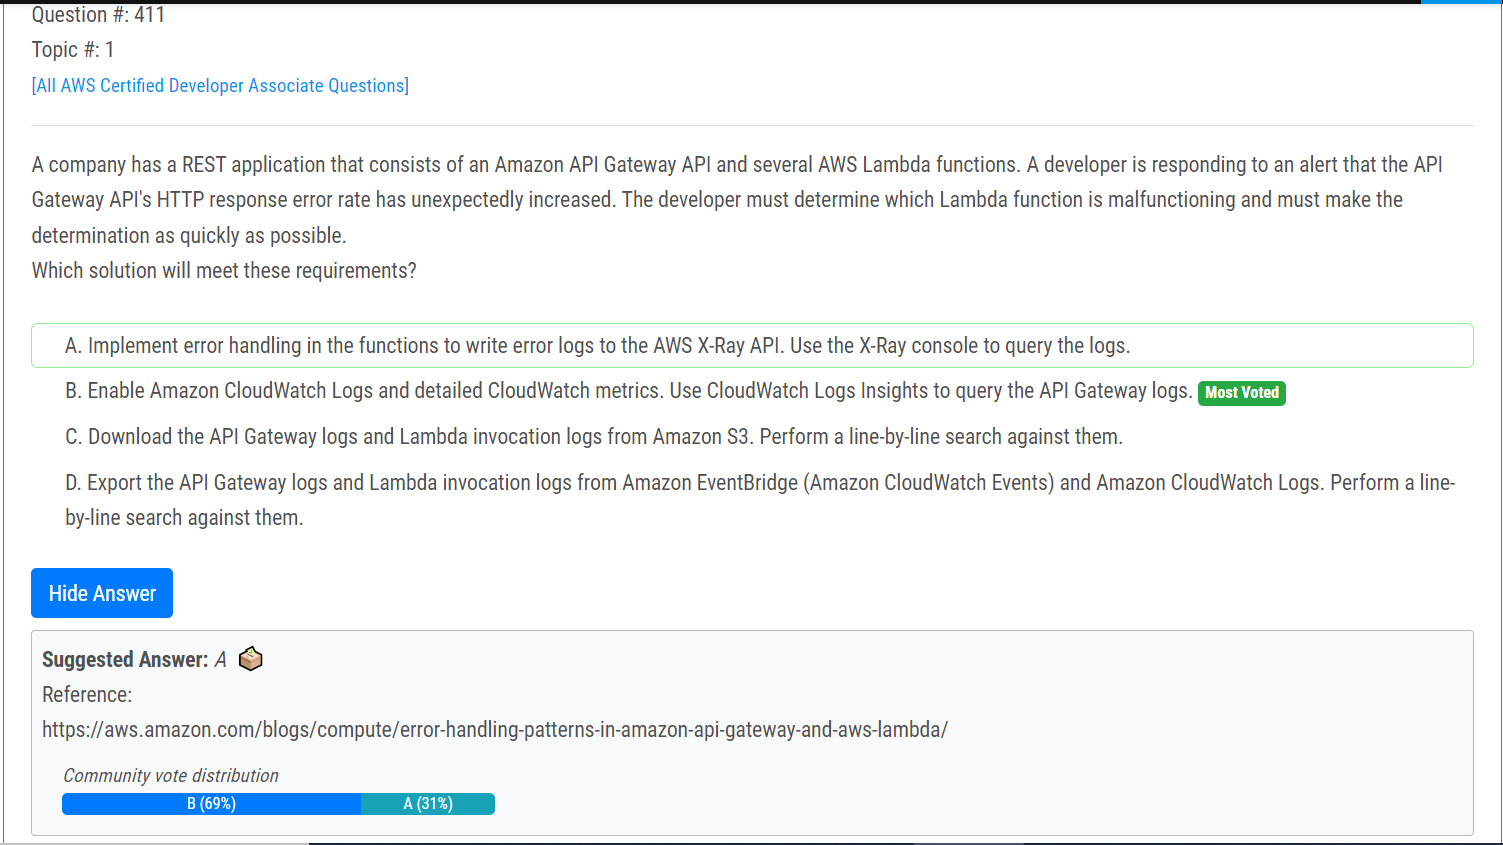 Question #: 411
Topic #: 1
[All AWS Certified Developer Associate Questions]
A company has a REST application that consists of an Amazon API Gateway API and several AWS Lambda functions. A developer is responding to an alert that the API
Gateway API's HTTP response error rate has unexpectedly increased. The developer must determine which Lambda function is malfunctioning and must make the
determination as quickly as possible.
Which solution will meet these requirements?
A. Implement error handling in the functions to write error logs to the AWS X-Ray API. Use the X-Ray console to query the logs.
B. Enable Amazon CloudWatch Logs and detailed CloudWatch metrics. Use CloudWatch Logs Insights to query the API Gateway logs. Most Voted
C. Download the API Gateway logs and Lambda invocation logs from Amazon S3. Perform a line-by-line search against them.
D. Export the API Gateway logs and Lambda invocation logs from Amazon EventBridge (Amazon CloudWatch Events) and Amazon CloudWatch Logs. Perform a line-
by-line search against them.
Hide Answer
Suggested Answer: A
Reference:
https://aws.amazon.com/blogs/compute/error-handling-patterns-in-amazon-api-gateway-and-aws-lambda/
Community vote distribution
B (69%) A (31%)